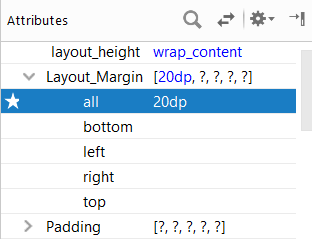 Attributes
layout_height wrap_content
Layout_Margin [20dp, ?, ?, ?, ?]
all 20dp
bottom
left
right
top
Padding [?, ?, ?, ?, ?]